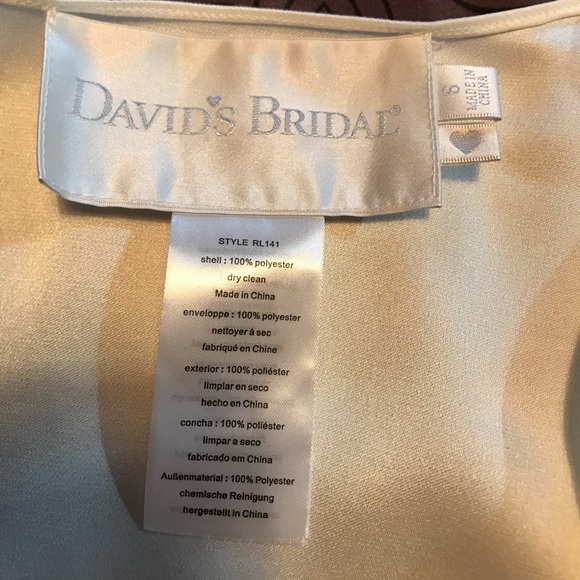 DAVID'S BRIDAL®
6
MADE IN
CHINA
STYLE RL141
shell : 100% polyester
dry clean
Made in China
enveloppe : 100% polyester
nettoyer à sec
fabriqué en Chine
exterior : 100% poliéster
limpiar en seco
hecho en China
concha : 100% poliéster
limpar a seco
fabricado em China
Außenmaterial : 100% Polyester
chemische Reinigung
hergestellt in China